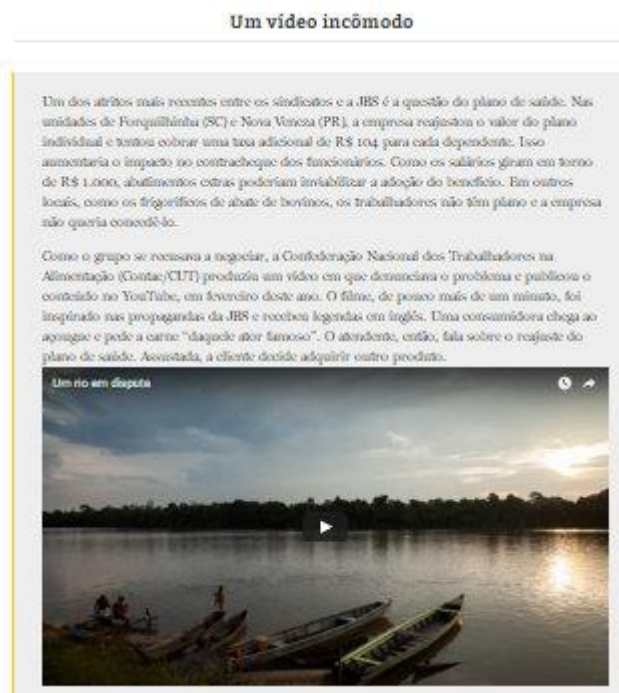 Um vídeo incômodo
Um dos atritos mais recentes entre os sindicatos e a JBS é a questão do plano de saúde. Nas
unidades de Forquilhinha (SC) e Nova Veneza (PR), a empresa reajustou o valor do plano
individual e tentou cobrar uma taxa adicional de R$ 104 para cada dependente. Isso
aumentaria o impacto no contracheque dos funcionários. Como os salários giram em torno
de R$ 1.000, abatimentos extras poderiam inviabilizar a adoção do benefício. Em outros
locais, como os frigoríficos de abate de bovinos, os trabalhadores não têm plano e a empresa
não queria concedê-lo.
Como o grupo se recusava a negociar, a Confederação Nacional dos Trabalhadores na
Alimentação (Contac/CUT) produziu um vídeo em que denunciava o problema e publicou o
conteúdo no YouTube, em fevereiro deste ano. O filme, de pouco mais de um minuto, foi
inspirado nas propagandas da JBS e recebeu legendas em inglês. Uma consumidora chega ao
açougue e pede a carne “daquele ator famoso”. O atendente, então, fala sobre o reajuste do
plano de saúde. Assustada, a cliente decide adquirir outro produto.
Um rio em disputa